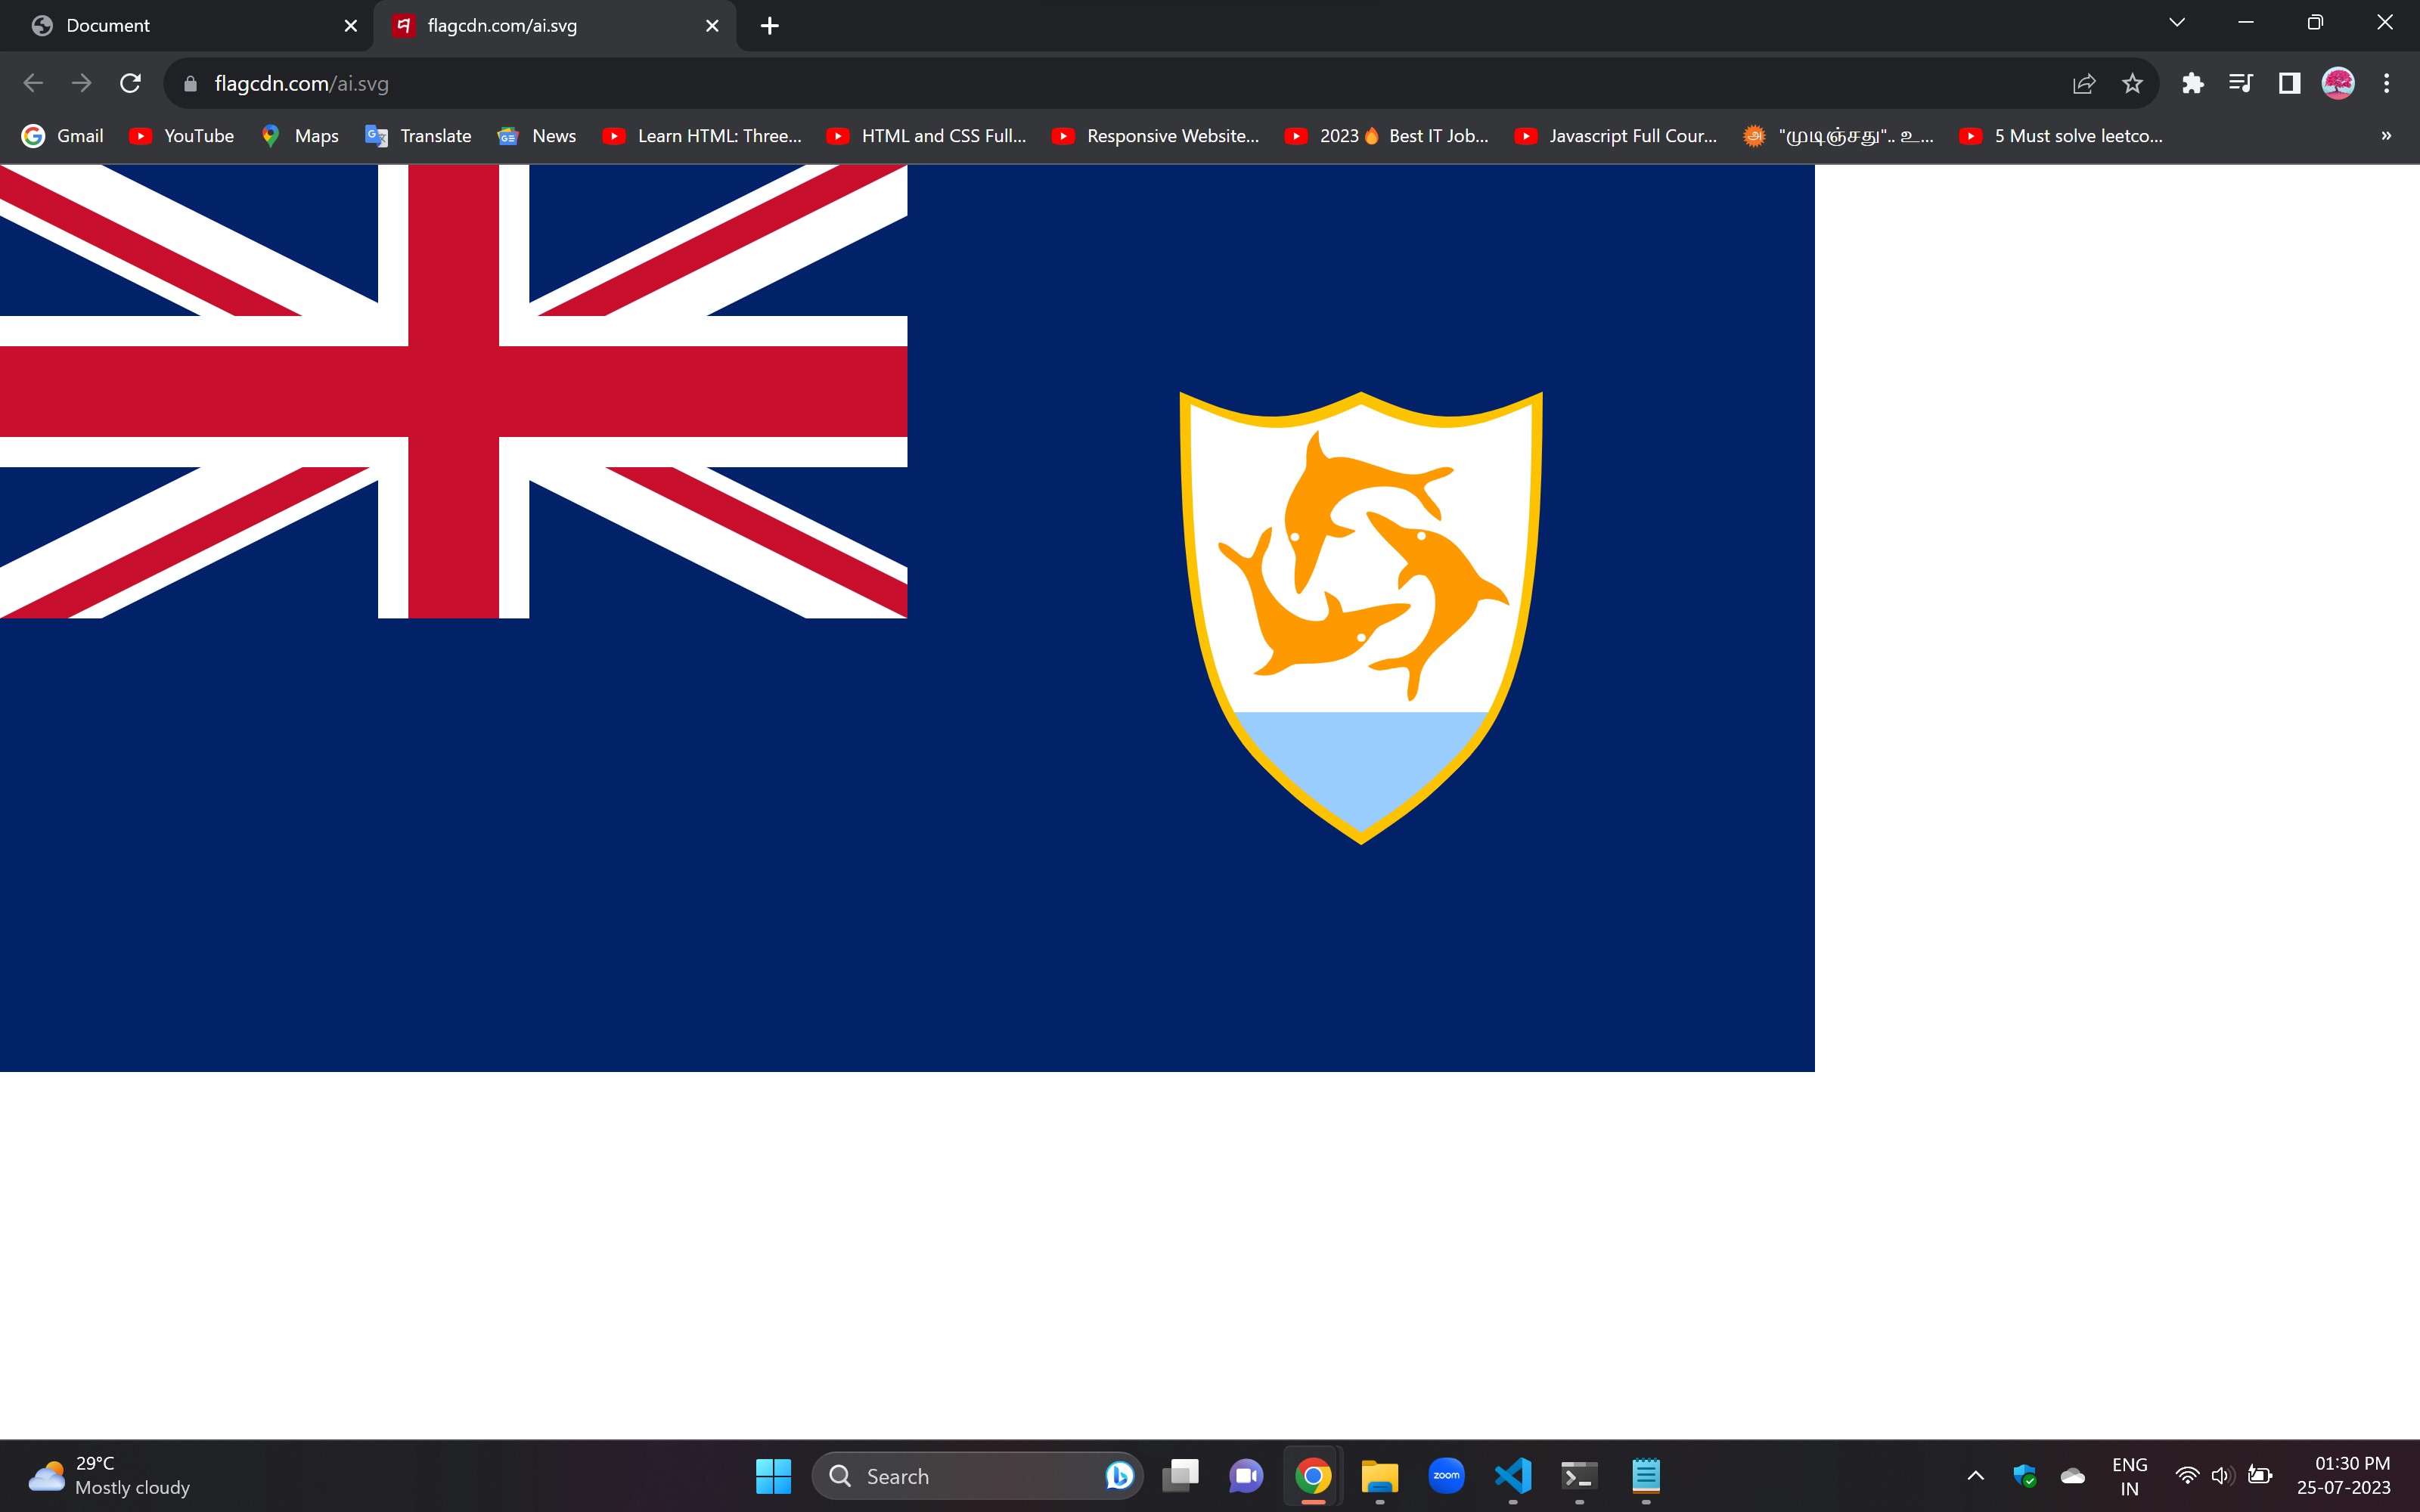 Document
flagcdn.com/ai.svg
flagcdn.com/ai.svg
Gmail YouTube Maps Translate News Learn HTML: Three... HTML and CSS Full... Responsive Website... 2023🔥 Best IT Job... Javascript Full Cour... "முடிஞ்சது".. உ... 5 Must solve leetco... »
29°C
Mostly cloudy
Search
zoom
ENG
IN
01:30 PM
25-07-2023